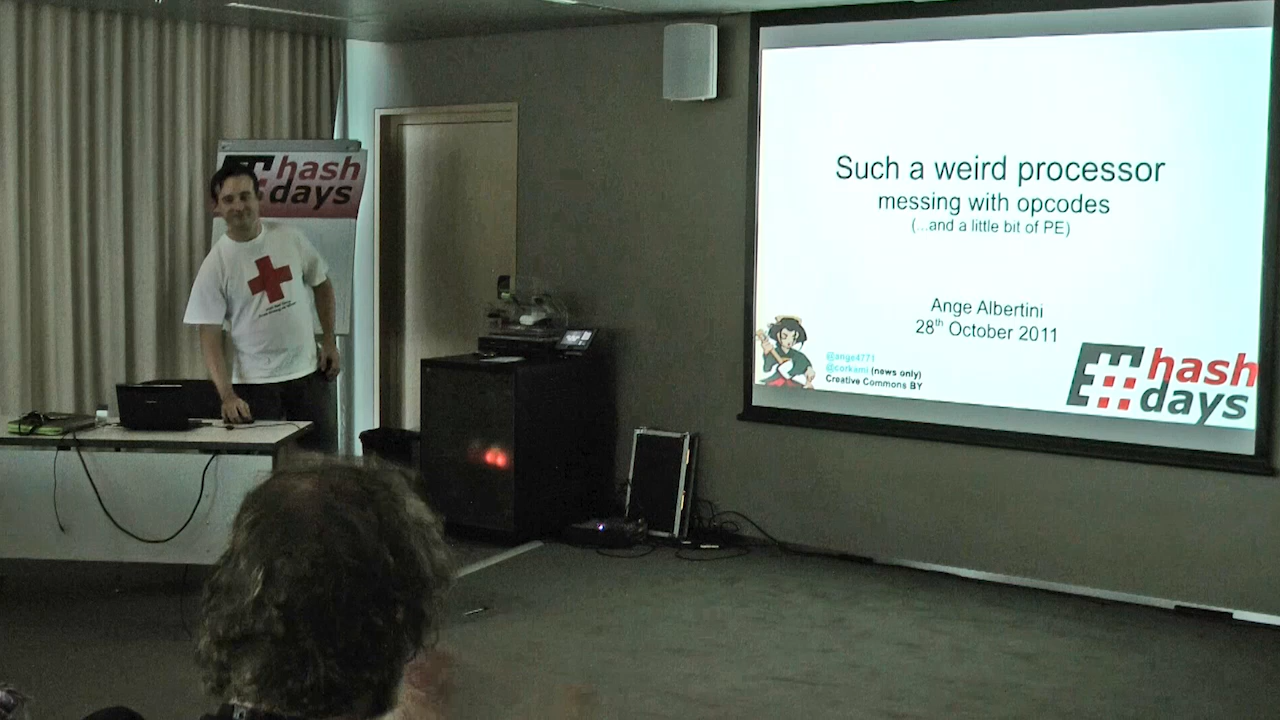 hash
days
Such a weird processor
messing with opcodes
(...and a little bit of PE)
Ange Albertini
28th October 2011
@ange4771
@corkami (news only)
Creative Commons BY
hash
days